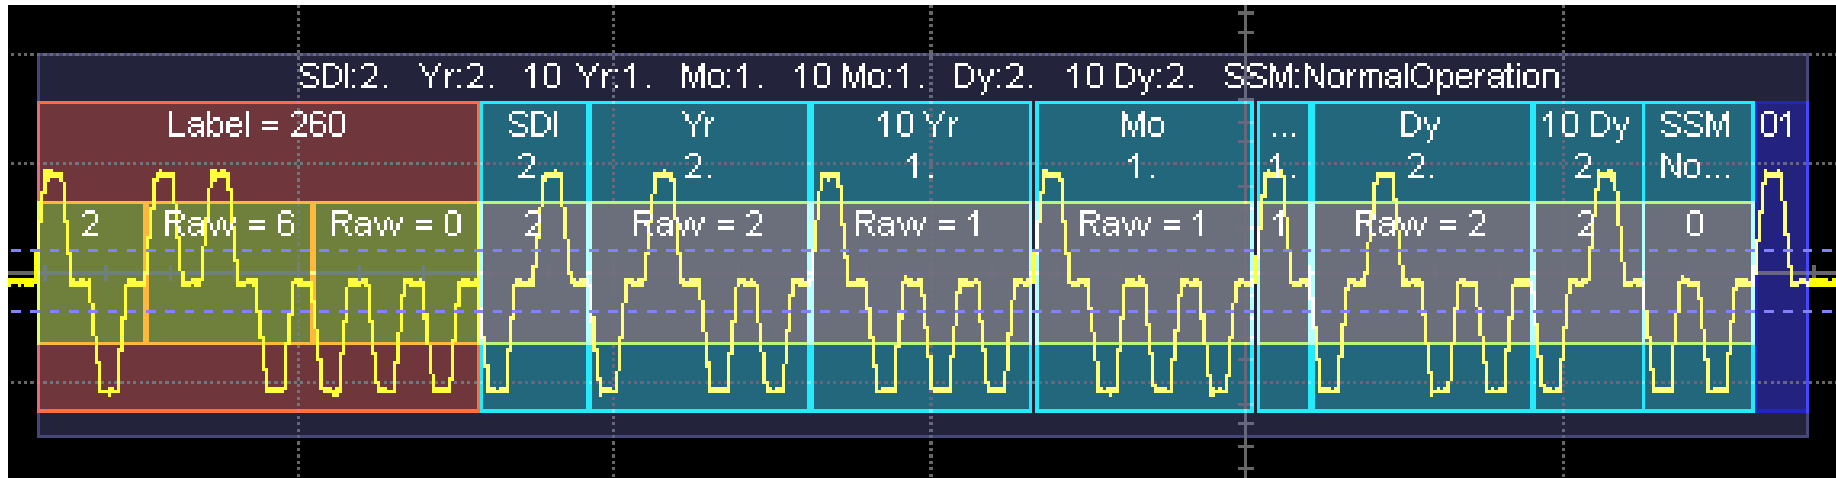 SDI:2. Yr:2. 10 Yr:1. Mo:1. 10 Mo:1. Dy:2. 10 Dy:2. SSM:NormalOperation
Label = 260 SDI Yr 10 Yr Mo ... Dy 10 Dy SSM 01
2. 2. 1. 1. 1. 2. 2. No...
2 Raw = 6 Raw = 0 2 Raw = 2 Raw = 1 Raw = 1 1 Raw = 2 2 0